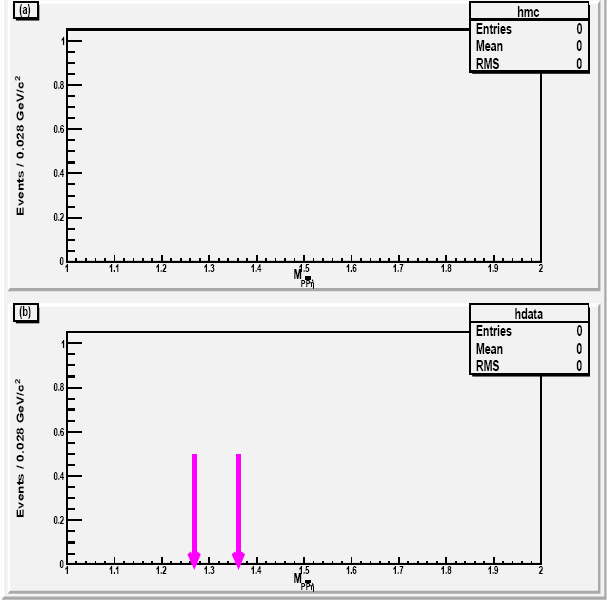 (a)
hmc
Entries 0
Mean 0
RMS 0
Events / 0.028 GeV/c²
1
0.8
0.6
0.4
0.2
0
1 1.1 1.2 1.3 1.4 1.5 1.6 1.7 1.8 1.9 2
(b)
hdata
Entries 0
Mean 0
RMS 0
Events / 0.028 GeV/c²
1
0.8
0.6
0.4
0.2
0
1 1.1 1.2 1.3 1.4 1.5 1.6 1.7 1.8 1.9 2